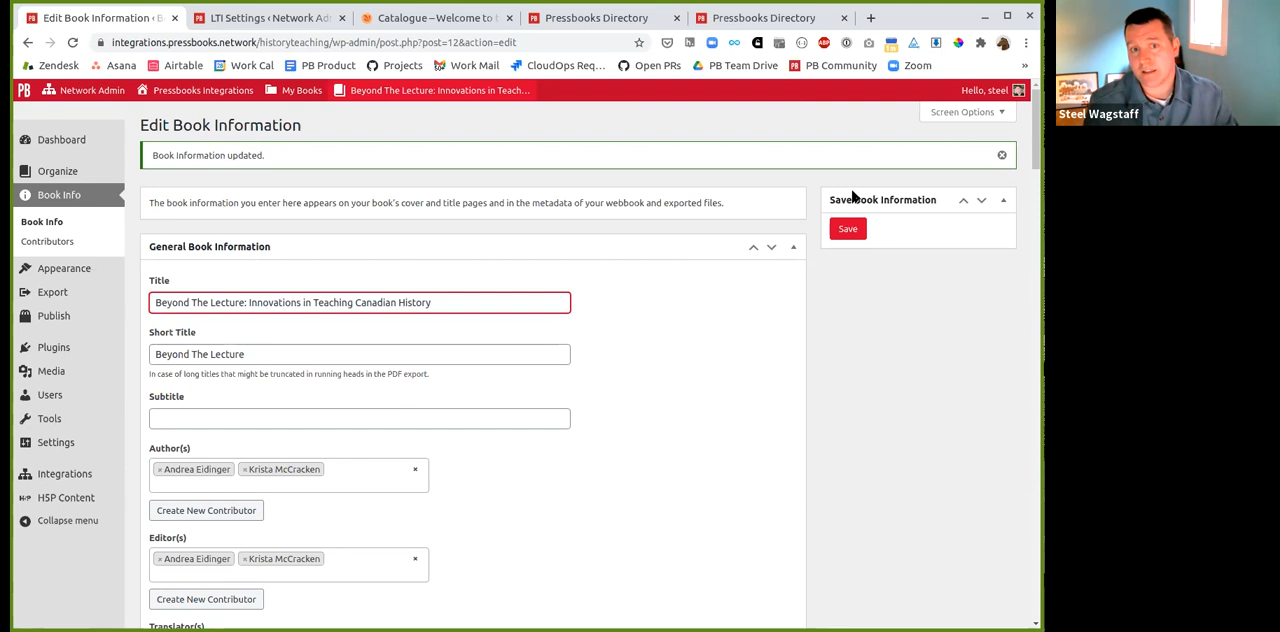 Edit Book Information ‹ B
LTI Settings ‹ Network Ad
Catalogue – Welcome to t
Pressbooks Directory
Pressbooks Directory
integrations.pressbooks.network/historyteaching/wp-admin/post.php?post=12&action=edit
Zendesk
Asana
Airtable
Work Cal
PB Product
Projects
Work Mail
CloudOps Req...
Open PRs
PB Team Drive
PB Community
Zoom
»
PB
Network Admin
Pressbooks Integrations
My Books
Beyond The Lecture: Innovations in Teach...
Hello, steel
Steel Wagstaff
Screen Options
Edit Book Information
Book Information updated.
Dashboard
Organize
Book Info
Book Info
Contributors
Appearance
Export
Publish
Plugins
Media
Users
Tools
Settings
Integrations
H5P Content
Collapse menu
The book information you enter here appears on your book's cover and title pages and in the metadata of your webbook and exported files.
Save Book Information
Save
General Book Information
Title
Beyond The Lecture: Innovations in Teaching Canadian History
Short Title
Beyond The Lecture
In case of long titles that might be truncated in running heads in the PDF export.
Subtitle
Author(s)
× Andrea Eidinger × Krista McCracken ×
Create New Contributor
Editor(s)
× Andrea Eidinger × Krista McCracken ×
Create New Contributor
Translator(s)